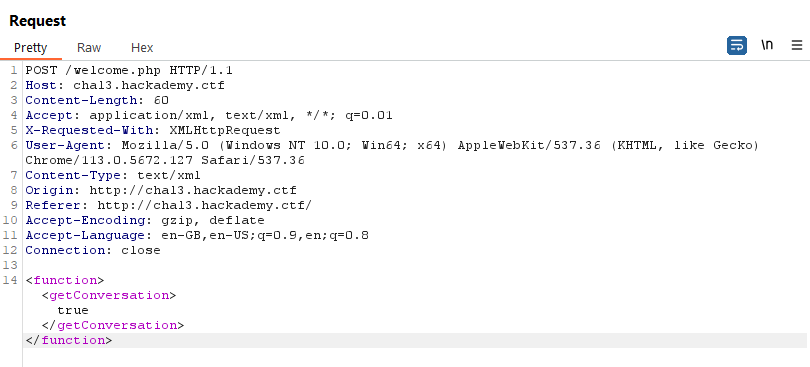 Request
Pretty Raw Hex \n
1 POST /welcome.php HTTP/1.1
2 Host: chal3.hackademy.ctf
3 Content-Length: 60
4 Accept: application/xml, text/xml, */*; q=0.01
5 X-Requested-With: XMLHttpRequest
6 User-Agent: Mozilla/5.0 (Windows NT 10.0; Win64; x64) AppleWebKit/537.36 (KHTML, like Gecko)
Chrome/113.0.5672.127 Safari/537.36
7 Content-Type: text/xml
8 Origin: http://chal3.hackademy.ctf
9 Referer: http://chal3.hackademy.ctf/
10 Accept-Encoding: gzip, deflate
11 Accept-Language: en-GB,en-US;q=0.9,en;q=0.8
12 Connection: close
13
14 <function>
<getConversation>
true
</getConversation>
</function>